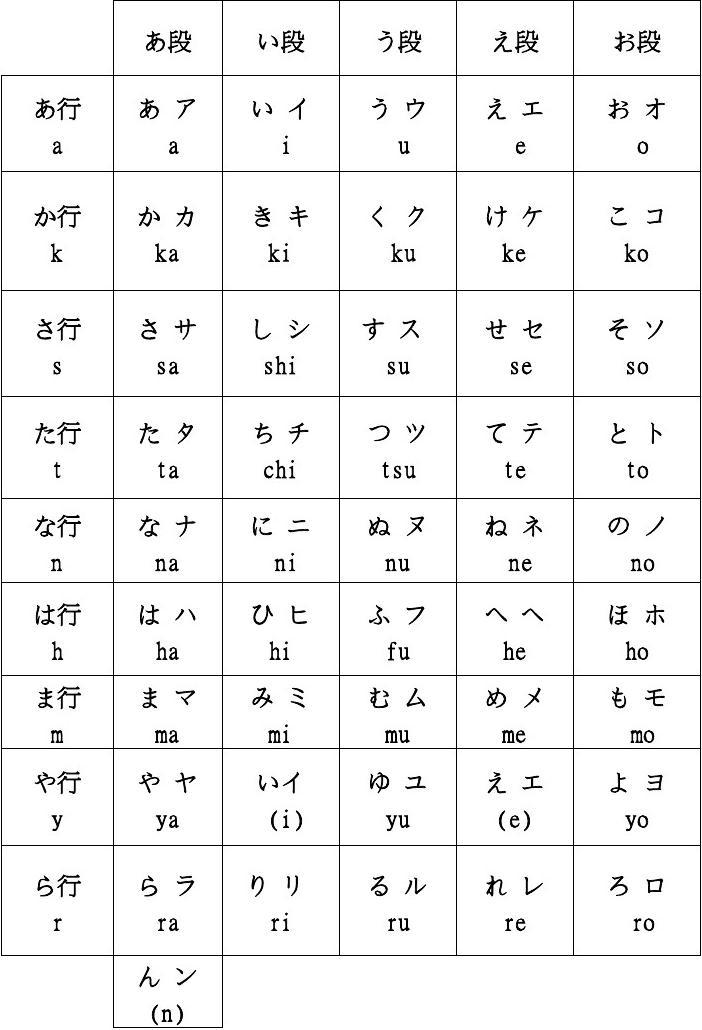 あ段 い段 う段 え段 お段
あ行 あ ア い イ う ウ え エ お オ
a a i u e o
か行 か カ き キ く ク け ケ こ コ
k ka ki ku ke ko
さ行 さ サ し シ す ス せ セ そ ソ
s sa shi su se so
た行 た タ ち チ つ ツ て テ と ト
t ta chi tsu te to
な行 な ナ に ニ ぬ ヌ ね ネ の ノ
n na ni nu ne no
は行 は ハ ひ ヒ ふ フ へ ヘ ほ ホ
h ha hi fu he ho
ま行 ま マ み ミ む ム め メ も モ
m ma mi mu me mo
や行 や ヤ いイ ゆ ユ え エ よ ヨ
y ya (i) yu (e) yo
ら行 ら ラ り リ る ル れ レ ろ ロ
r ra ri ru re ro
ん ン
(n)